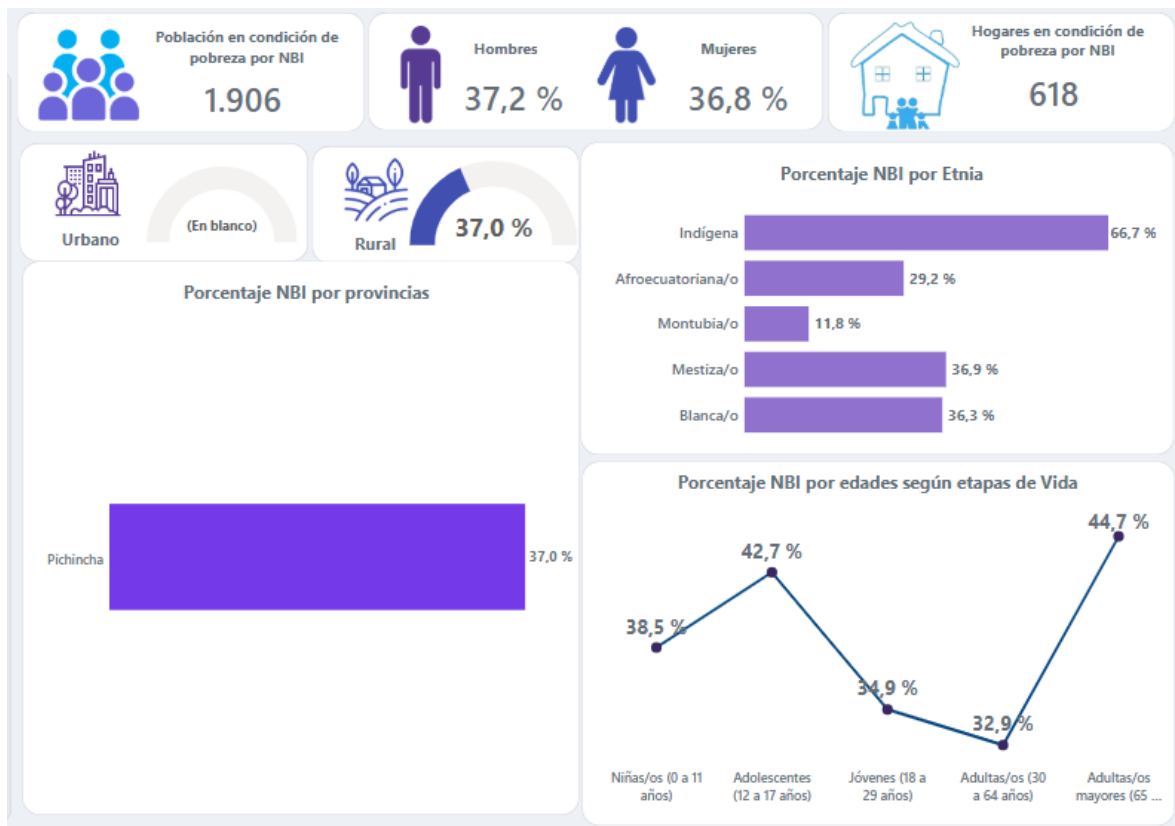 Población en condición de
pobreza por NBI
1.906
Hombres
37,2 %
Mujeres
36,8 %
Hogares en condición de
pobreza por NBI
618
Urbano
(En blanco)
Rural
37,0 %
Porcentaje NBI por provincias
Pichincha
37,0 %
Porcentaje NBI por Etnia
Indígena
66,7 %
Afroecuatoriana/o
29,2 %
Montubia/o
11,8 %
Mestiza/o
36,9 %
Blanca/o
36,3 %
Porcentaje NBI por edades según etapas de Vida
38,5 %
42,7 %
34,9 %
32,9 %
44,7 %
Niñas/os (0 a 11
años)
Adolescentes
(12 a 17 años)
Jóvenes (18 a
29 años)
Adultas/os (30
a 64 años)
Adultas/os
mayores (65 ...